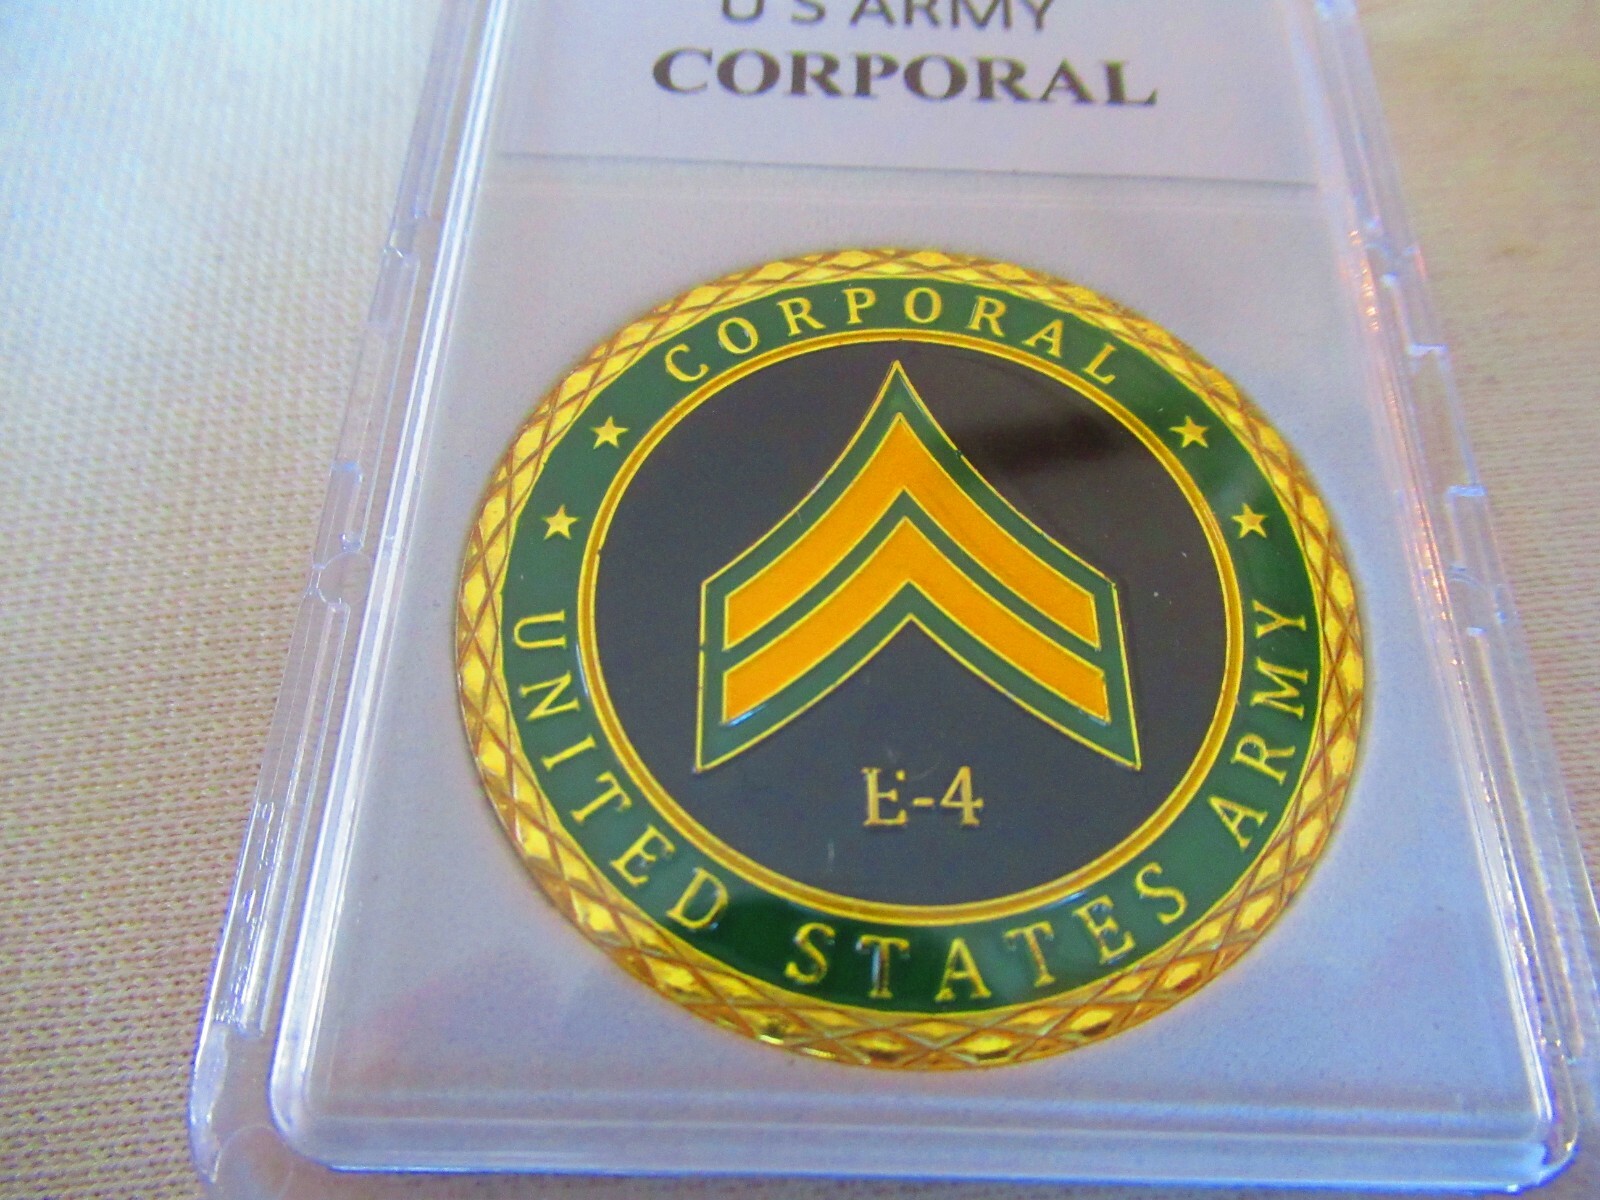 U S ARMY
CORPORAL
CORPORAL
E-4
UNITED STATES ARMY